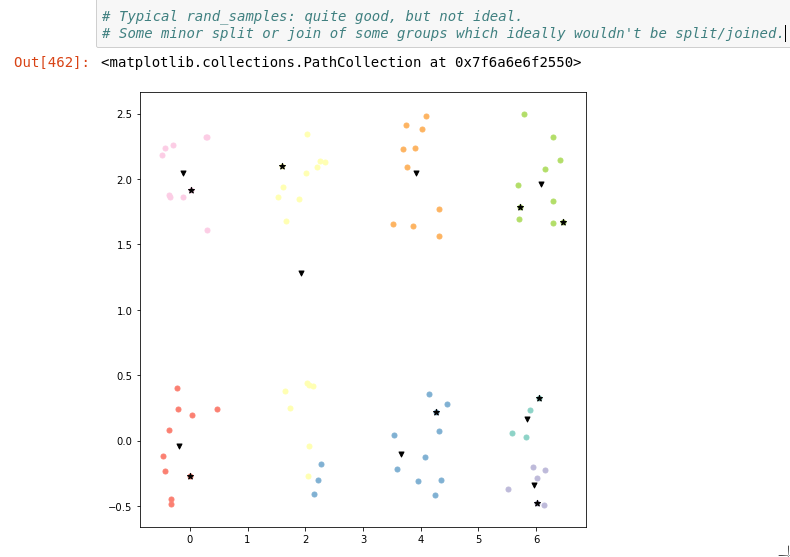 # Typical rand_samples: quite good, but not ideal.
# Some minor split or join of some groups which ideally wouldn't be split/joined.
Out[462]: <matplotlib.collections.PathCollection at 0x7f6a6e6f2550>
2.5
2.0
1.5
1.0
0.5
0.0
−0.5
0 1 2 3 4 5 6